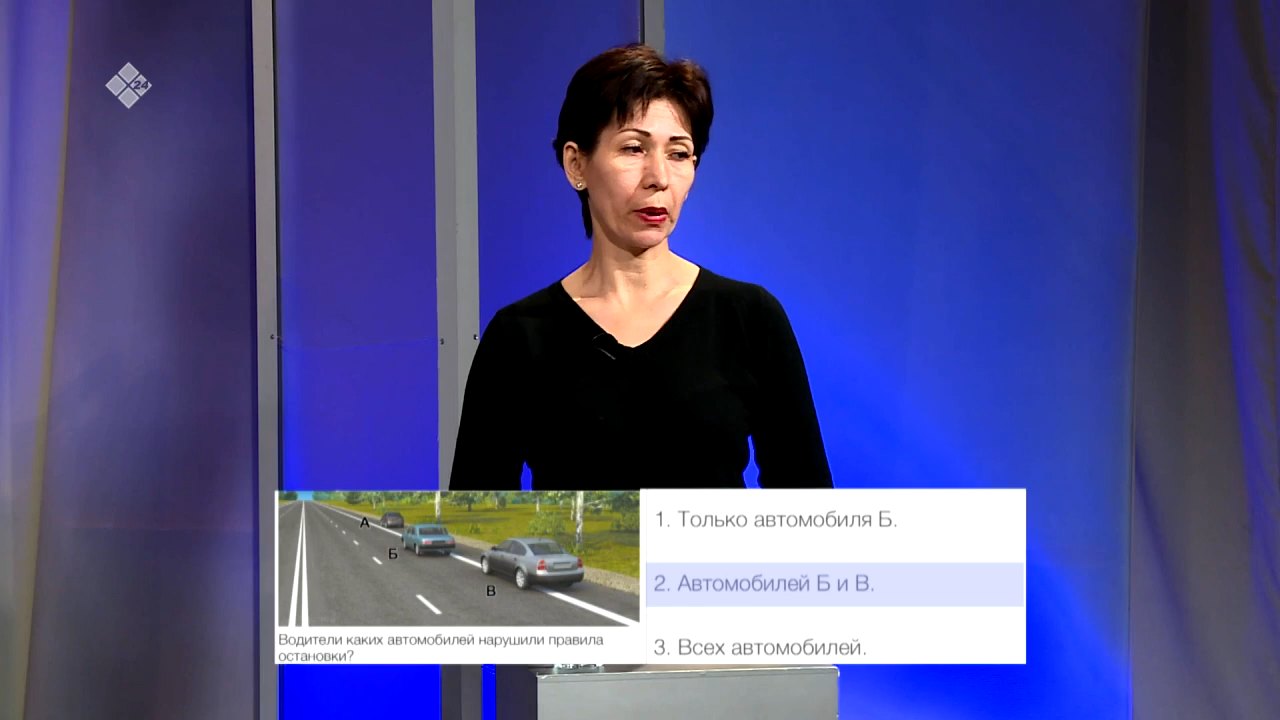 24
А
Б
В
Водители каких автомобилей нарушили правила
остановки?
1. Только автомобиля Б.
2. Автомобилей Б и В.
3. Всех автомобилей.